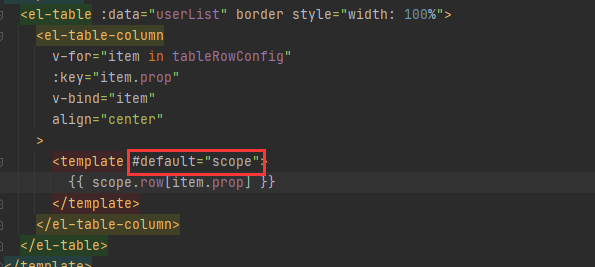 <el-table :data="userList" border style="width: 100%">
<el-table-column
v-for="item in tableRowConfig"
:key="item.prop"
v-bind="item"
align="center"
>
<template #default="scope">
{{ scope.row[item.prop] }}
</template>
</el-table-column>
</el-table>
</template>